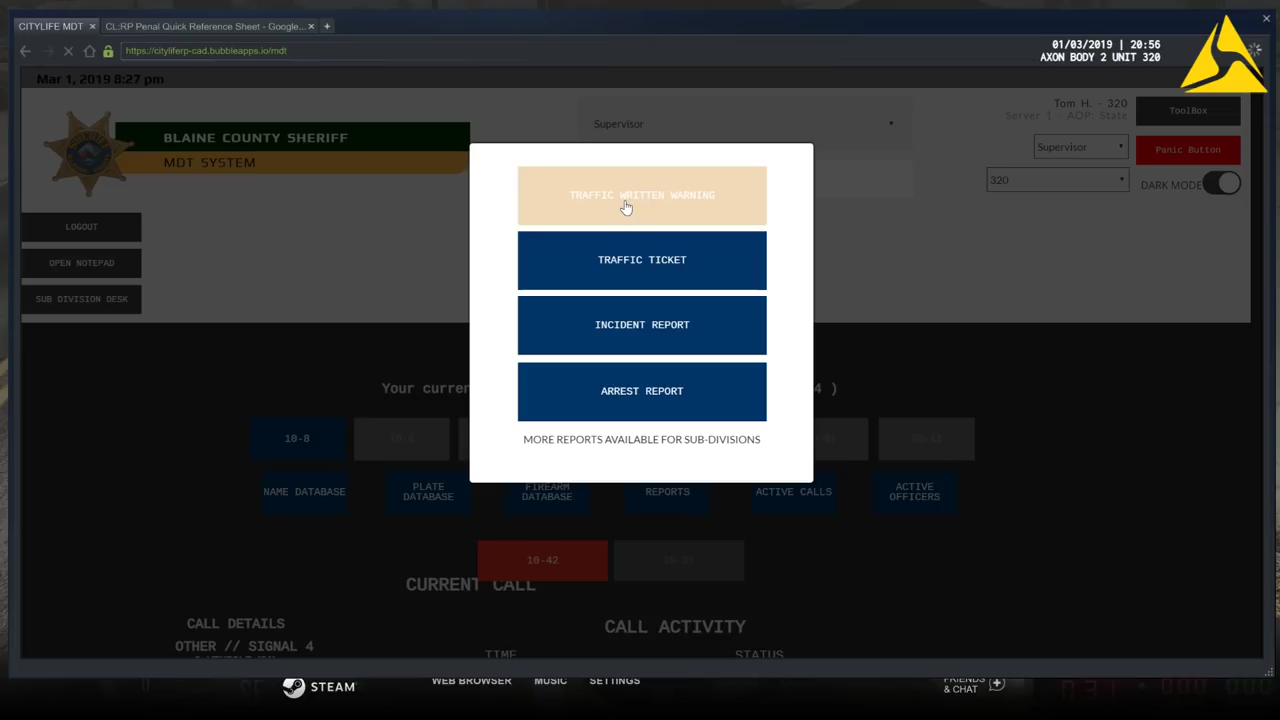 CITYLIFE MDT
CL:RP Penal Quick Reference Sheet - Google...
https://cityliferp-cad.bubbleapps.io/mdt
01/03/2019 | 20:56
AXON BODY 2 UNIT 320
Mar 1, 2019 8:27 pm
BLAINE COUNTY SHERIFF
MDT SYSTEM
Supervisor
Tom H. - 320
Server 1 - AOP: State
ToolBox
Supervisor
Panic Button
320
DARK MODE
LOGOUT
OPEN NOTEPAD
SUB DIVISION DESK
TRAFFIC WRITTEN WARNING
TRAFFIC TICKET
INCIDENT REPORT
ARREST REPORT
MORE REPORTS AVAILABLE FOR SUB-DIVISIONS
Your curren
4 )
10-8
NAME DATABASE
PLATE DATABASE
FIREARM DATABASE
REPORTS
ACTIVE CALLS
ACTIVE OFFICERS
10-42
CURRENT CALL
CALL DETAILS
OTHER // SIGNAL 4
CALL ACTIVITY
TIME
STATUS
STEAM
WEB BROWSER
MUSIC
SETTINGS
FRIENDS & CHAT